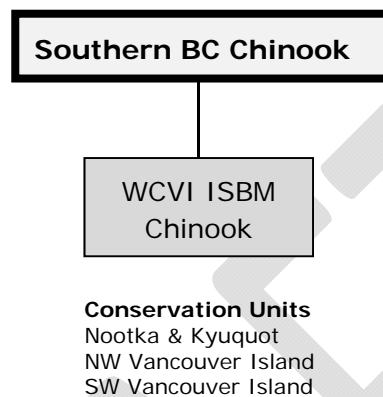 Southern BC Chinook
WCVI ISBM
Chinook
Conservation Units
Nootka & Kyuquot
NW Vancouver Island
SW Vancouver Island